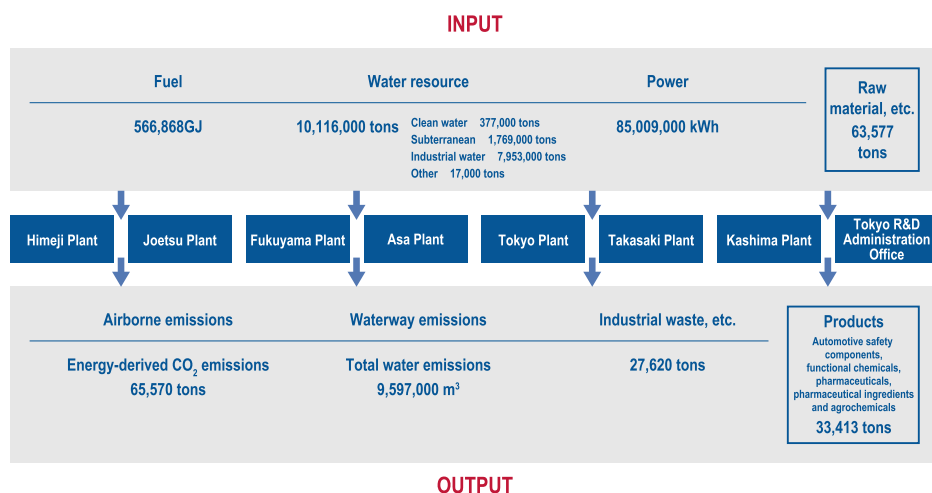 INPUT
Fuel
Water resource
Power
566,868GJ
10,116,000 tons
Clean water 377,000 tons
Subterranean 1,769,000 tons
Industrial water 7,953,000 tons
Other 17,000 tons
85,009,000 kWh
Raw
material, etc.
63,577
tons
Himeji Plant
Joetsu Plant
Fukuyama Plant
Asa Plant
Tokyo Plant
Takasaki Plant
Kashima Plant
Tokyo R&D
Administration
Office
Airborne emissions
Waterway emissions
Industrial waste, etc.
Energy-derived CO₂ emissions
65,570 tons
Total water emissions
9,597,000 m³
27,620 tons
Products
Automotive safety
components,
functional chemicals,
pharmaceuticals,
pharmaceutical ingredients
and agrochemicals
33,413 tons
OUTPUT